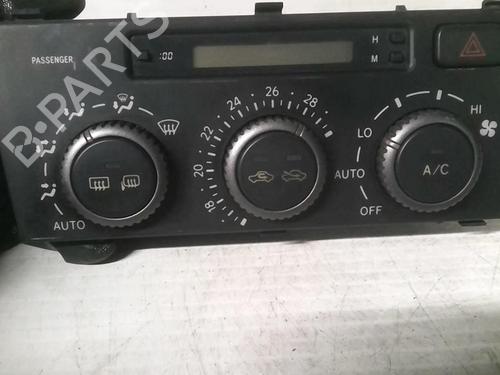 PASSENGER
:00
H
M
B-PARTS
AUTO
18 20 22 24 26 28
LO
HI
AUTO
OFF
A/C